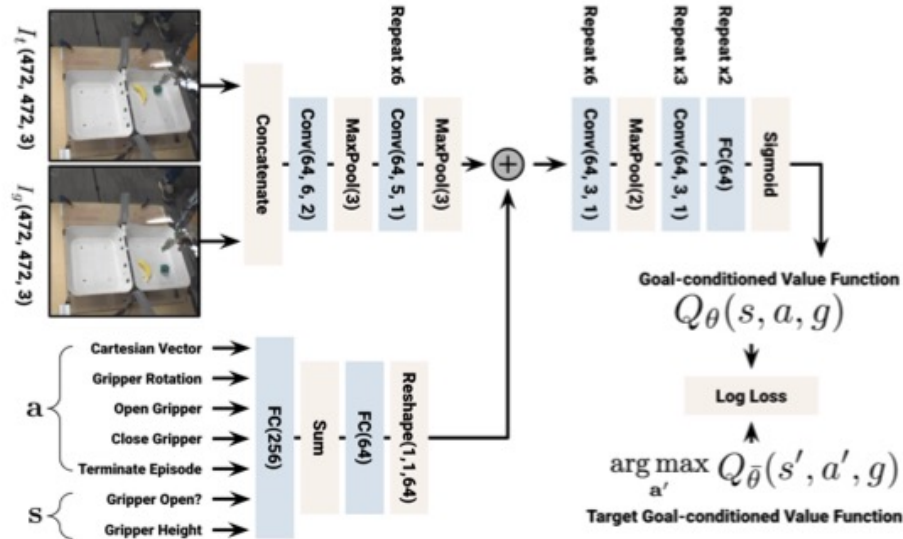 I_t (472, 472, 3)
I_g (472, 472, 3)
Concatenate
Conv(64, 6, 2)
MaxPool(3)
Repeat x6
Conv(64, 5, 1)
MaxPool(3)
+
Repeat x6
Conv(64, 3, 1)
MaxPool(2)
Repeat x3
Conv(64, 3, 1)
Repeat x2
FC(64)
Sigmoid
Goal-conditioned Value Function
Q_θ(s, a, g)
Log Loss
arg max Q_θ̄(s′, a′, g)
a′
Target Goal-conditioned Value Function
a
Cartesian Vector
Gripper Rotation
Open Gripper
Close Gripper
Terminate Episode
s
Gripper Open?
Gripper Height
FC(256)
Sum
FC(64)
Reshape(1,1,64)